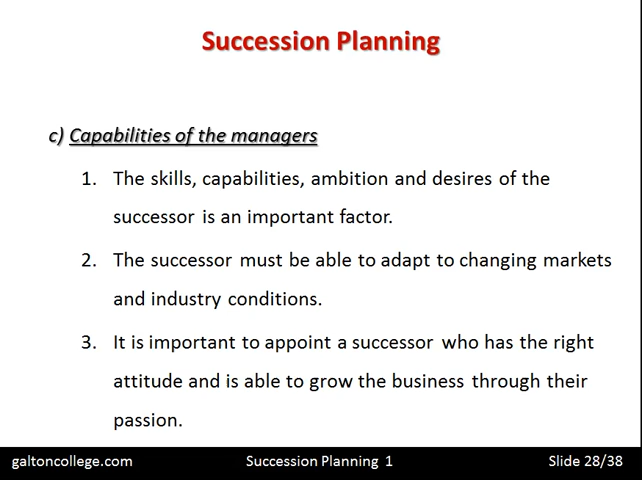 Succession Planning
c) Capabilities of the managers
1. The skills, capabilities, ambition and desires of the
successor is an important factor.
2. The successor must be able to adapt to changing markets
and industry conditions.
3. It is important to appoint a successor who has the right
attitude and is able to grow the business through their
passion.
galtoncollege.com Succession Planning 1 Slide 28/38